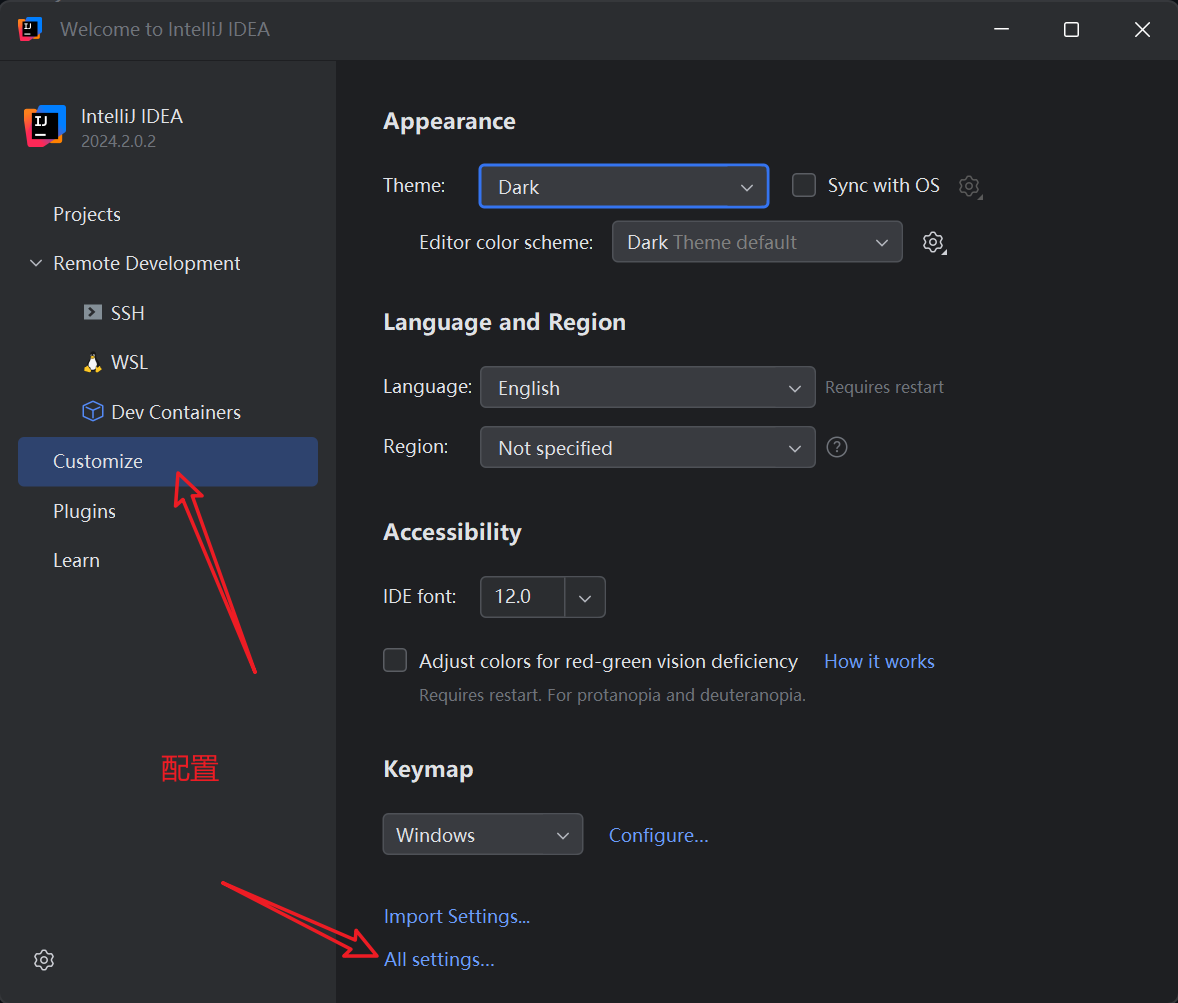 Welcome to IntelliJ IDEA
IntelliJ IDEA
2024.2.0.2
Projects
Remote Development
SSH
WSL
Dev Containers
Customize
Plugins
Learn
配置
Appearance
Theme: Dark Sync with OS
Editor color scheme: Dark Theme default
Language and Region
Language: English Requires restart
Region: Not specified ?
Accessibility
IDE font: 12.0
Adjust colors for red-green vision deficiency How it works
Requires restart. For protanopia and deuteranopia.
Keymap
Windows Configure...
Import Settings...
All settings...